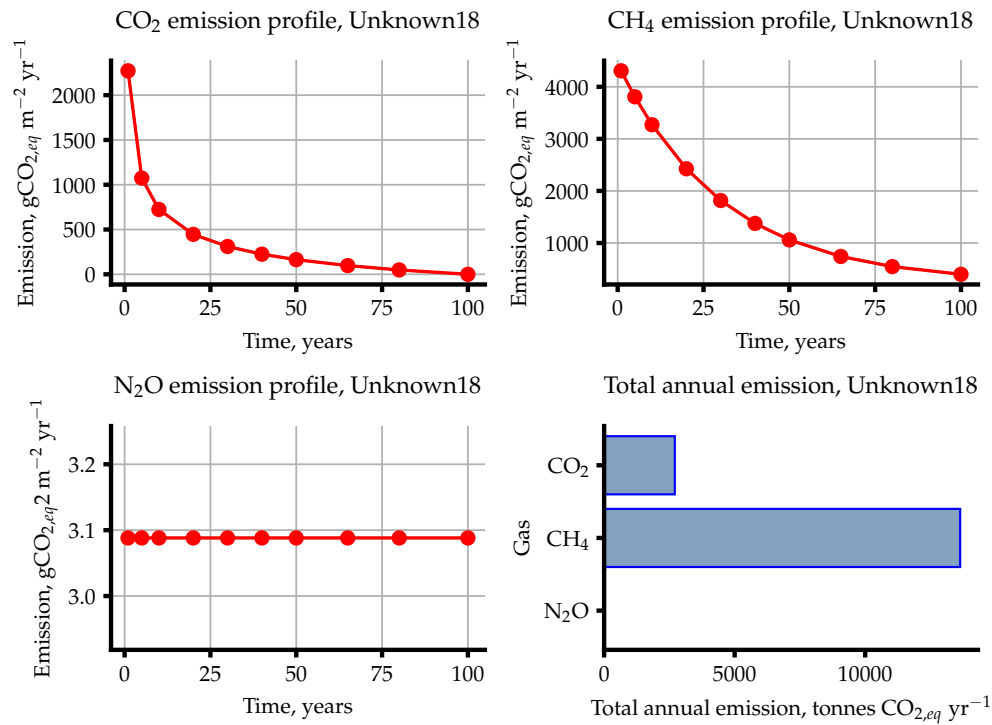 CO₂ emission profile, Unknown18
Emission, gCO₂,eq m⁻² yr⁻¹
2000
1500
1000
500
0
0 25 50 75 100
Time, years
CH₄ emission profile, Unknown18
Emission, gCO₂,eq m⁻² yr⁻¹
4000
3000
2000
1000
0 25 50 75 100
Time, years
N₂O emission profile, Unknown18
Emission, gCO₂,eq2 m⁻² yr⁻¹
3.2
3.1
3.0
0 25 50 75 100
Time, years
Total annual emission, Unknown18
Gas
CO₂
CH₄
N₂O
0 5000 10000
Total annual emission, tonnes CO₂,eq yr⁻¹